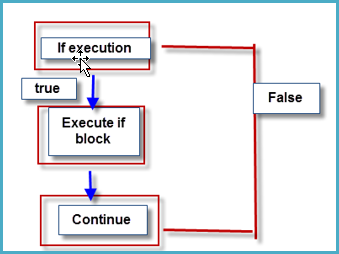 If execution
true
False
Execute if
block
Continue